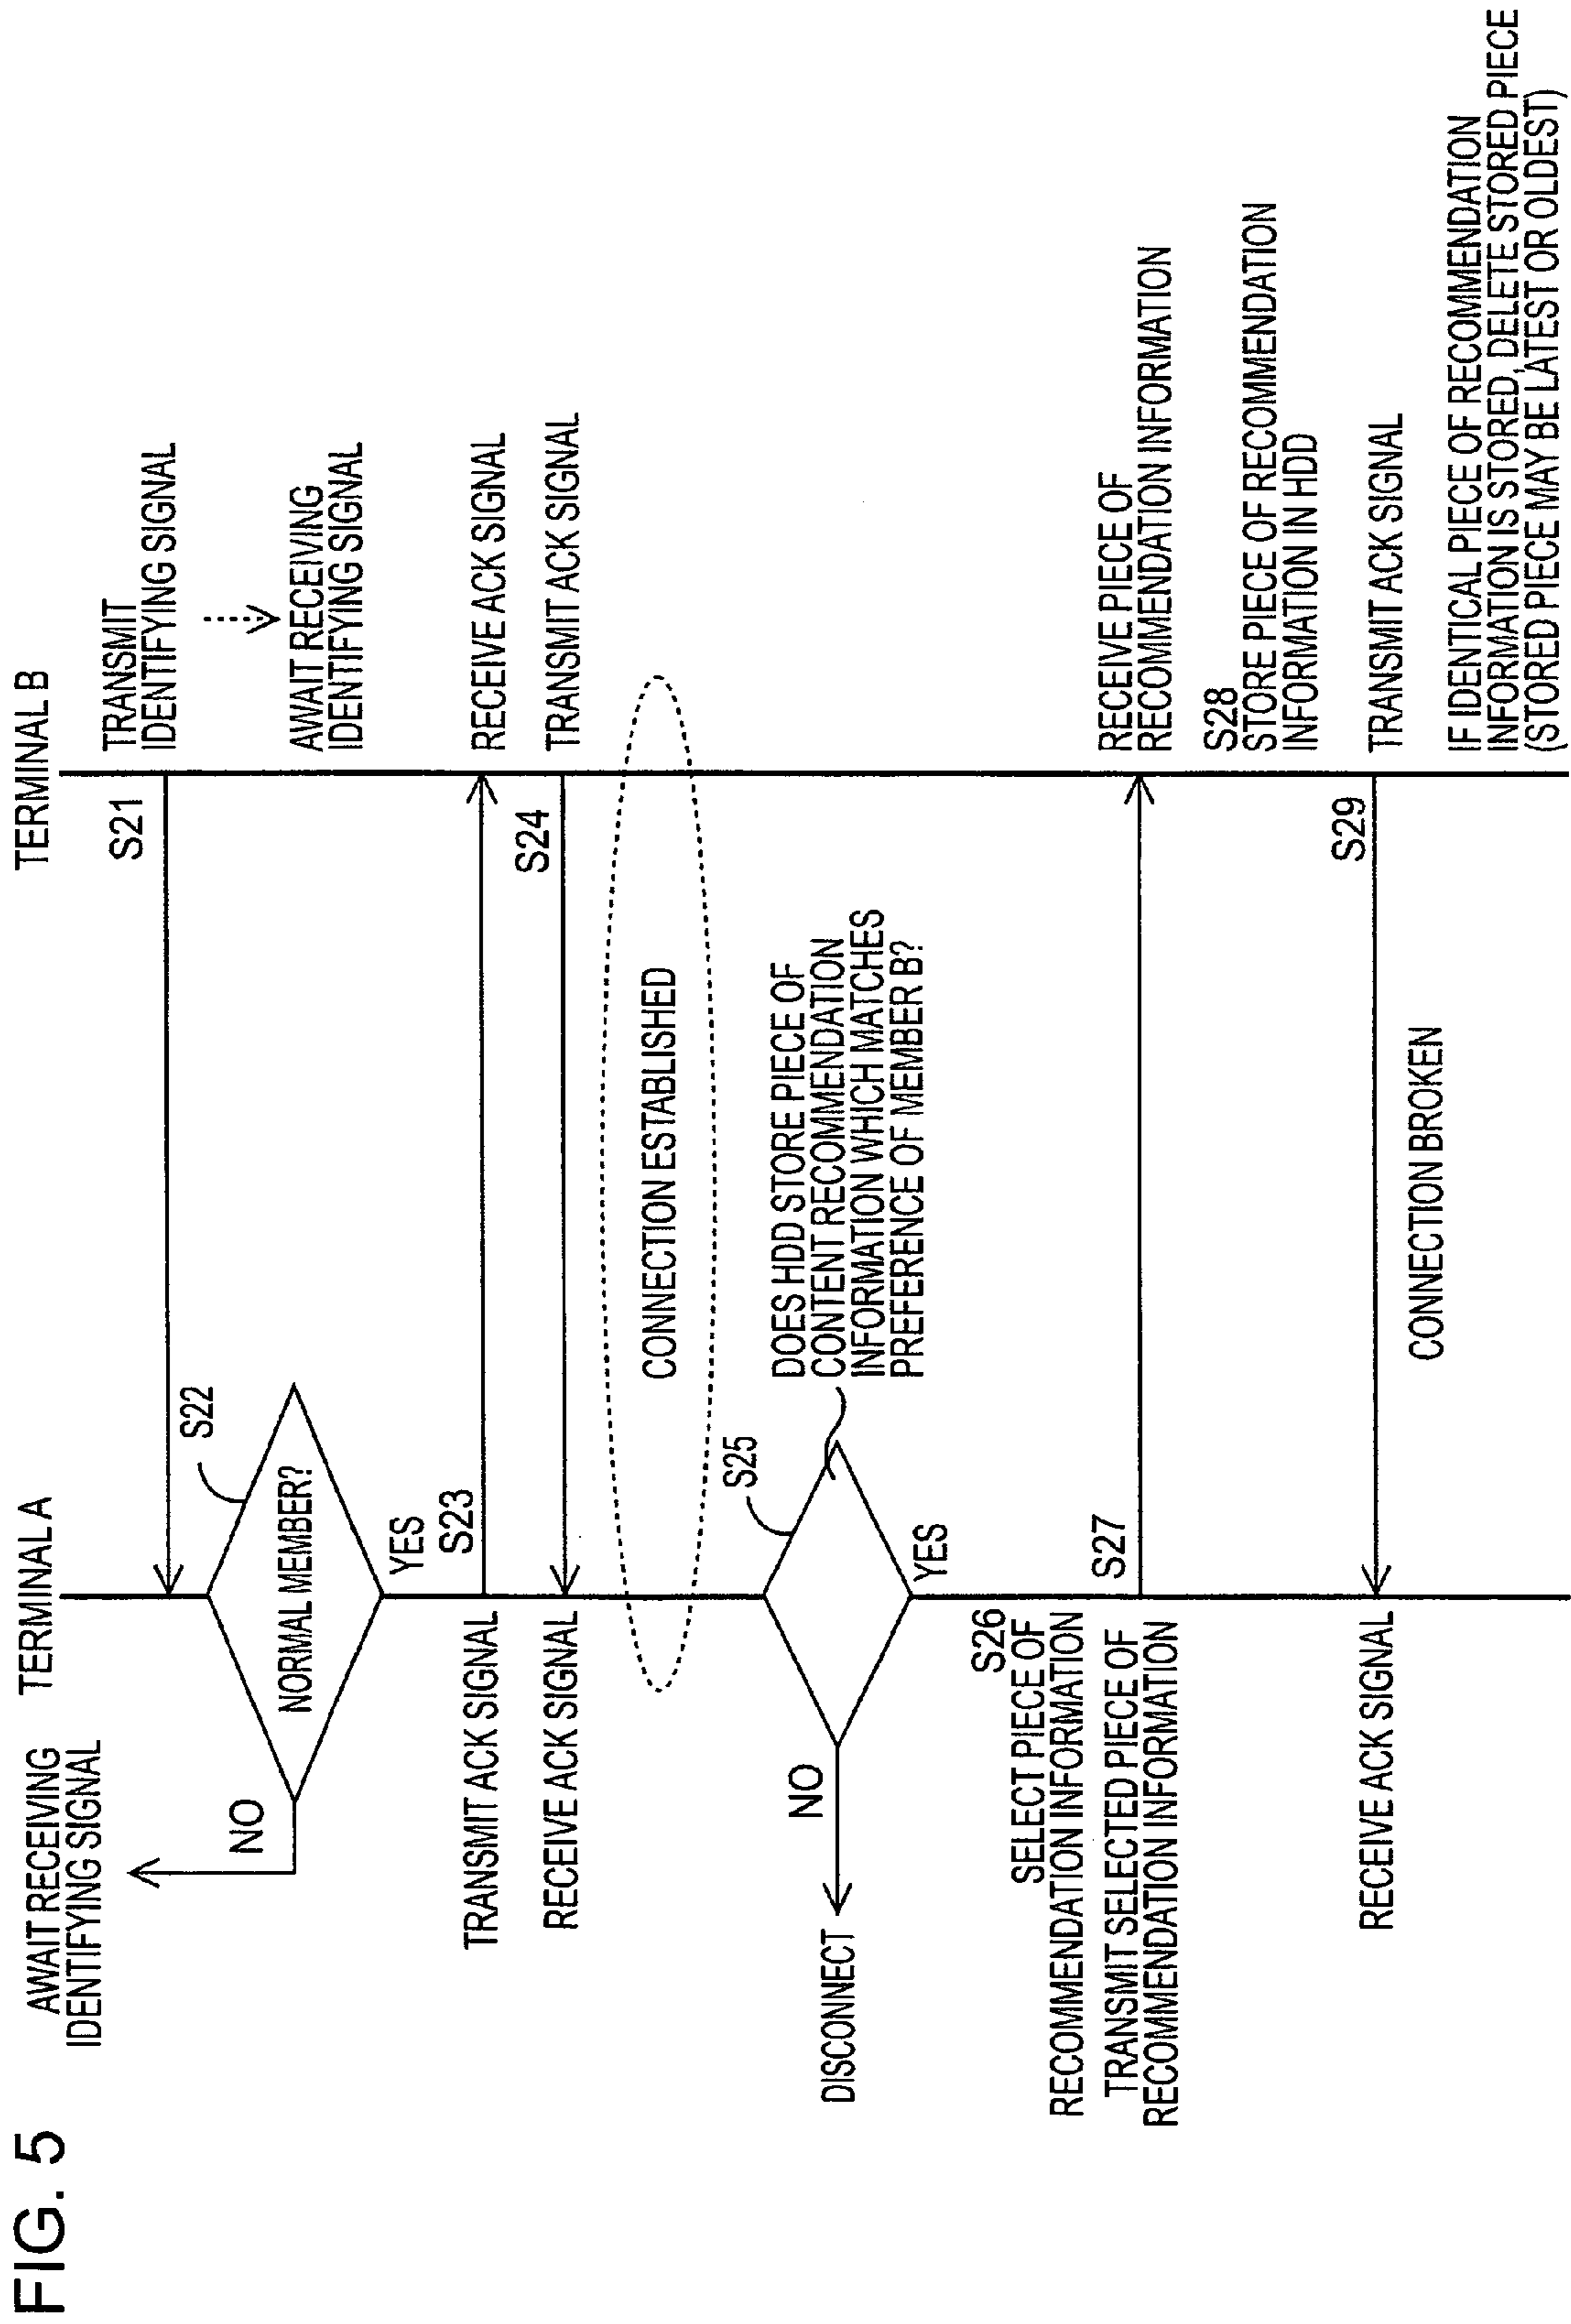 FIG. 5
TERMINAL A
TERMINAL B
AWAIT RECEIVING
IDENTIFYING SIGNAL
S21
TRANSMIT
IDENTIFYING SIGNAL
S22
NORMAL MEMBER?
NO
YES
AWAIT RECEIVING
IDENTIFYING SIGNAL
TRANSMIT ACK SIGNAL
S23
RECEIVE ACK SIGNAL
RECEIVE ACK SIGNAL
S24
TRANSMIT ACK SIGNAL
CONNECTION ESTABLISHED
S25
DOES HDD STORE PIECE OF
CONTENT RECOMMENDATION
INFORMATION WHICH MATCHES
PREFERENCE OF MEMBER B?
NO
DISCONNECT
YES
S26
SELECT PIECE OF
RECOMMENDATION INFORMATION
TRANSMIT SELECTED PIECE OF
RECOMMENDATION INFORMATION
S27
RECEIVE PIECE OF
RECOMMENDATION INFORMATION
S28
STORE PIECE OF RECOMMENDATION
INFORMATION IN HDD
RECEIVE ACK SIGNAL
S29
TRANSMIT ACK SIGNAL
CONNECTION BROKEN
IF IDENTICAL PIECE OF RECOMMENDATION
INFORMATION IS STORED, DELETE STORED PIECE
(STORED PIECE MAY BE LATEST OR OLDEST)